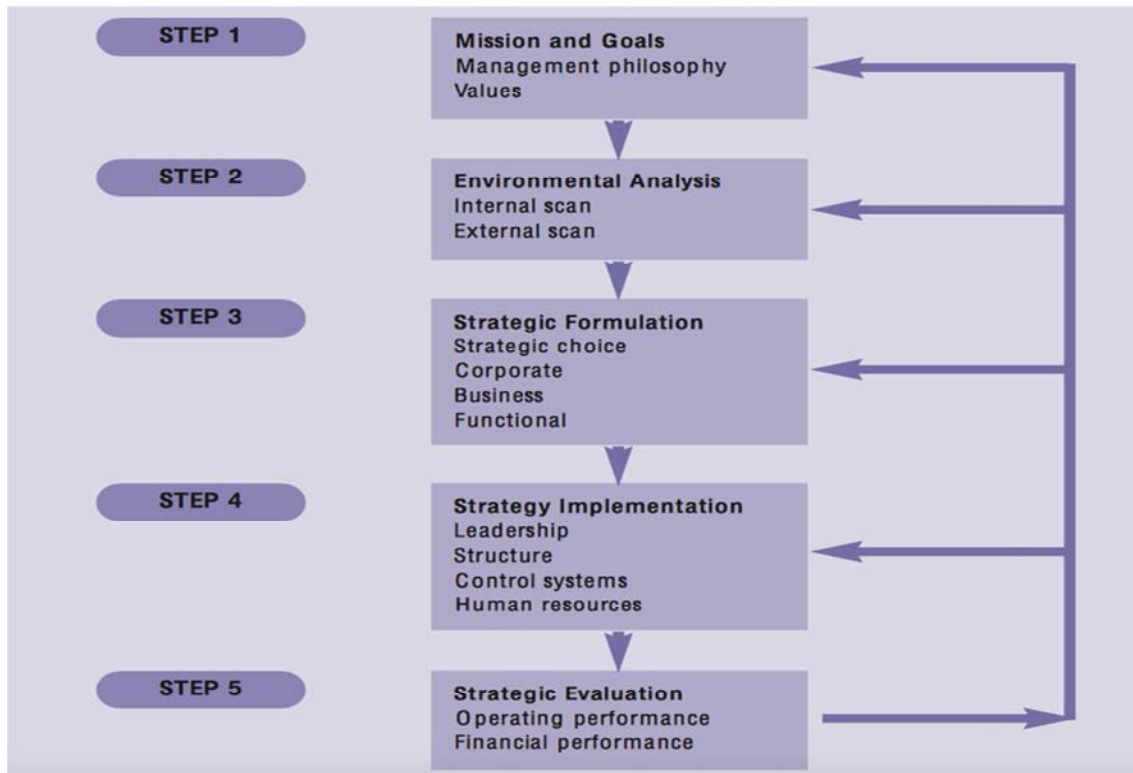 STEP 1
Mission and Goals
Management philosophy
Values
STEP 2
Environmental Analysis
Internal scan
External scan
STEP 3
Strategic Formulation
Strategic choice
Corporate
Business
Functional
STEP 4
Strategy Implementation
Leadership
Structure
Control systems
Human resources
STEP 5
Strategic Evaluation
Operating performance
Financial performance